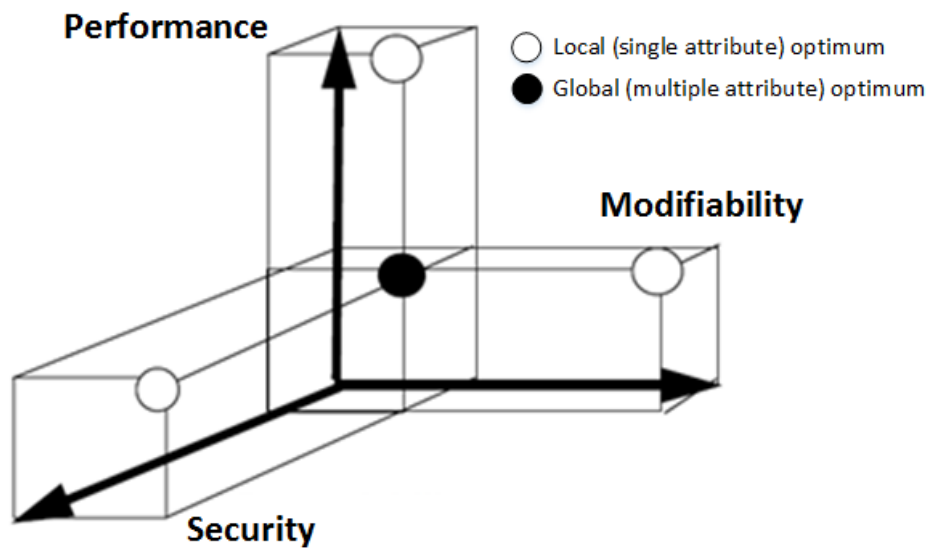 Performance
Local (single attribute) optimum
Global (multiple attribute) optimum
Modifiability
Security